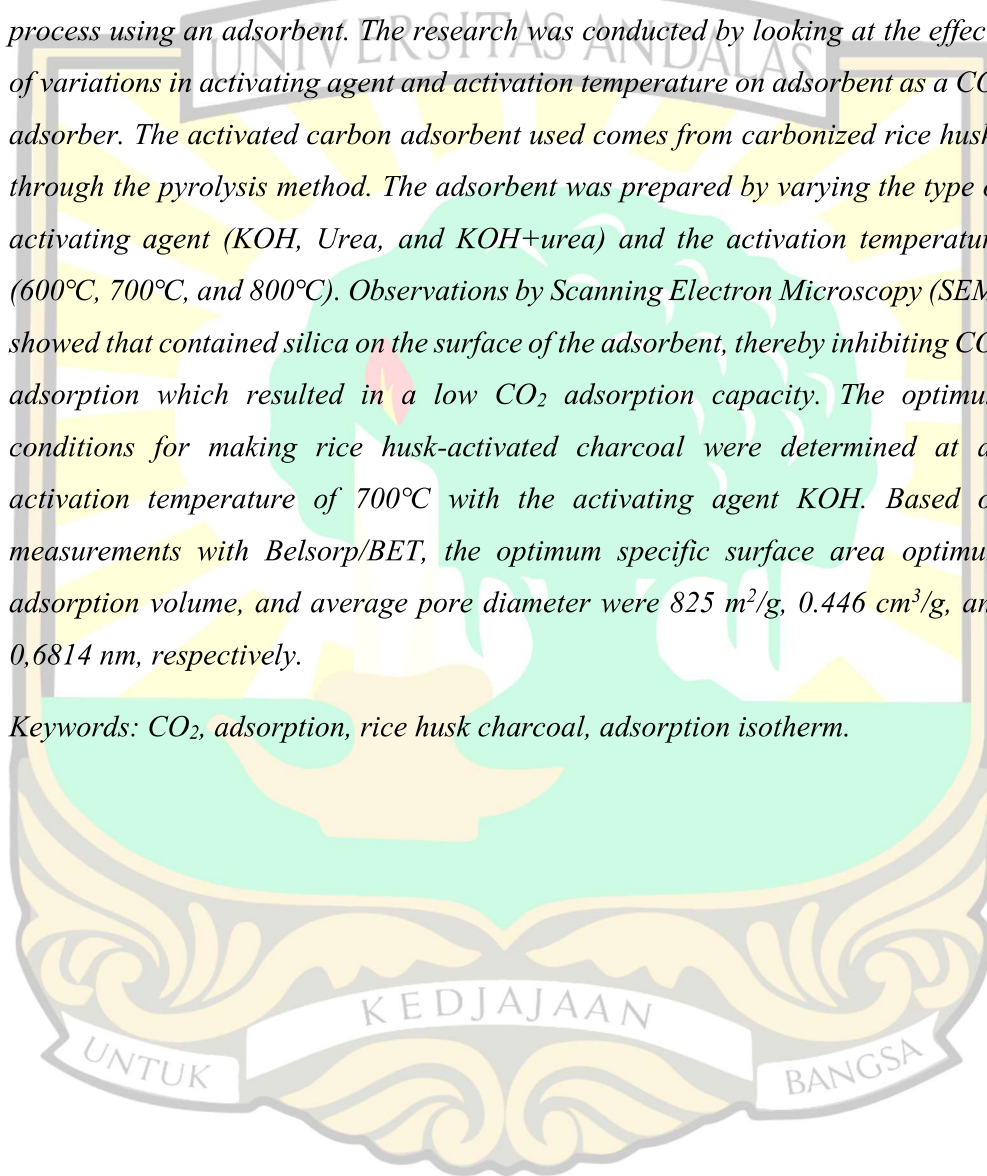 process using an adsorbent. The research was conducted by looking at the effect
UNIVERSITAS ANDALAS
of variations in activating agent and activation temperature on adsorbent as a CO
adsorber. The activated carbon adsorbent used comes from carbonized rice husk
through the pyrolysis method. The adsorbent was prepared by varying the type o
activating agent (KOH, Urea, and KOH+urea) and the activation temperatur
(600°C, 700°C, and 800°C). Observations by Scanning Electron Microscopy (SEM
showed that contained silica on the surface of the adsorbent, thereby inhibiting CO
adsorption which resulted in a low CO₂ adsorption capacity. The optimu
conditions for making rice husk-activated charcoal were determined at a
activation temperature of 700°C with the activating agent KOH. Based o
measurements with Belsorp/BET, the optimum specific surface area optimu
adsorption volume, and average pore diameter were 825 m²/g, 0.446 cm³/g, an
0,6814 nm, respectively.
Keywords: CO₂, adsorption, rice husk charcoal, adsorption isotherm.
KEDJAJAAN
UNTUK
BANGSA